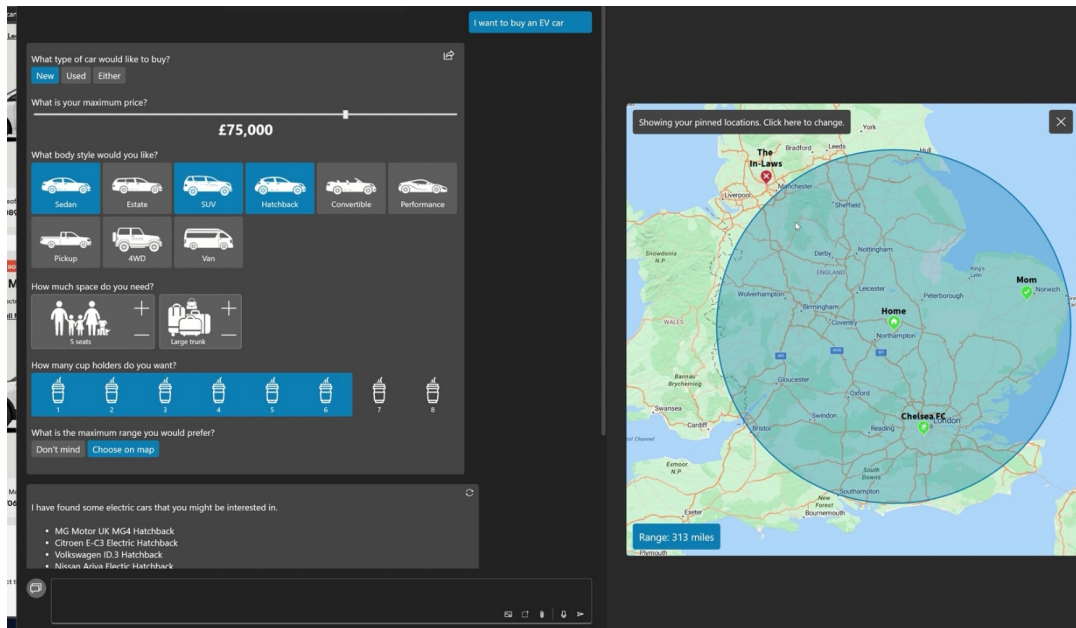 I want to buy an EV car
What type of car would like to buy?
New Used Either
What is your maximum price?
£75,000
What body style would you like?
Sedan Estate SUV Hatchback Convertible Performance
Pickup 4WD Van
How much space do you need?
5 seats Large trunk
How many cup holders do you want?
1 2 3 4 5 6 7 8
What is the maximum range you would prefer?
Don't mind Choose on map
I have found some electric cars that you might be interested in.
• MG Motor UK MG4 Hatchback
• Citroen E-C3 Electric Hatchback
• Volkswagen ID.3 Hatchback
• Nissan Ariya Electic Hatchback
Showing your pinned locations. Click here to change.
York
Bradford
Leeds
Hull
The
In-Laws
Manchester
Liverpool
Sheffield
Snowdonia
N.P.
Derby
Nottingham
ENGLAND
King's
Lynn
Mom
Norwich
Leicester
Wolverhampton
Peterborough
Birmingham
Home
WALES
Coventry
Northampton
Bannau
Brycheiniog
Gloucester
Oxford
Swansea
Swindon
Chelsea FC
London
Cardiff
Reading
Bristol
Exmoor
N.P.
South
Downs
Southampton
New
Forest
Exeter
Bournemouth
Range: 313 miles
Plymouth